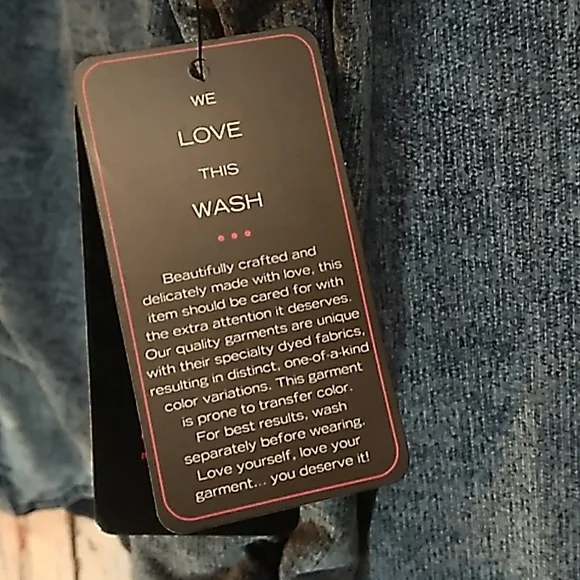 WE
LOVE
THIS
WASH
Beautifully crafted and
delicately made with love, this
item should be cared for with
the extra attention it deserves.
Our quality garments are unique
with their specialty dyed fabrics,
resulting in distinct, one-of-a-kind
color variations. This garment
is prone to transfer color.
For best results, wash
separately before wearing.
Love yourself, love your
garment... you deserve it!